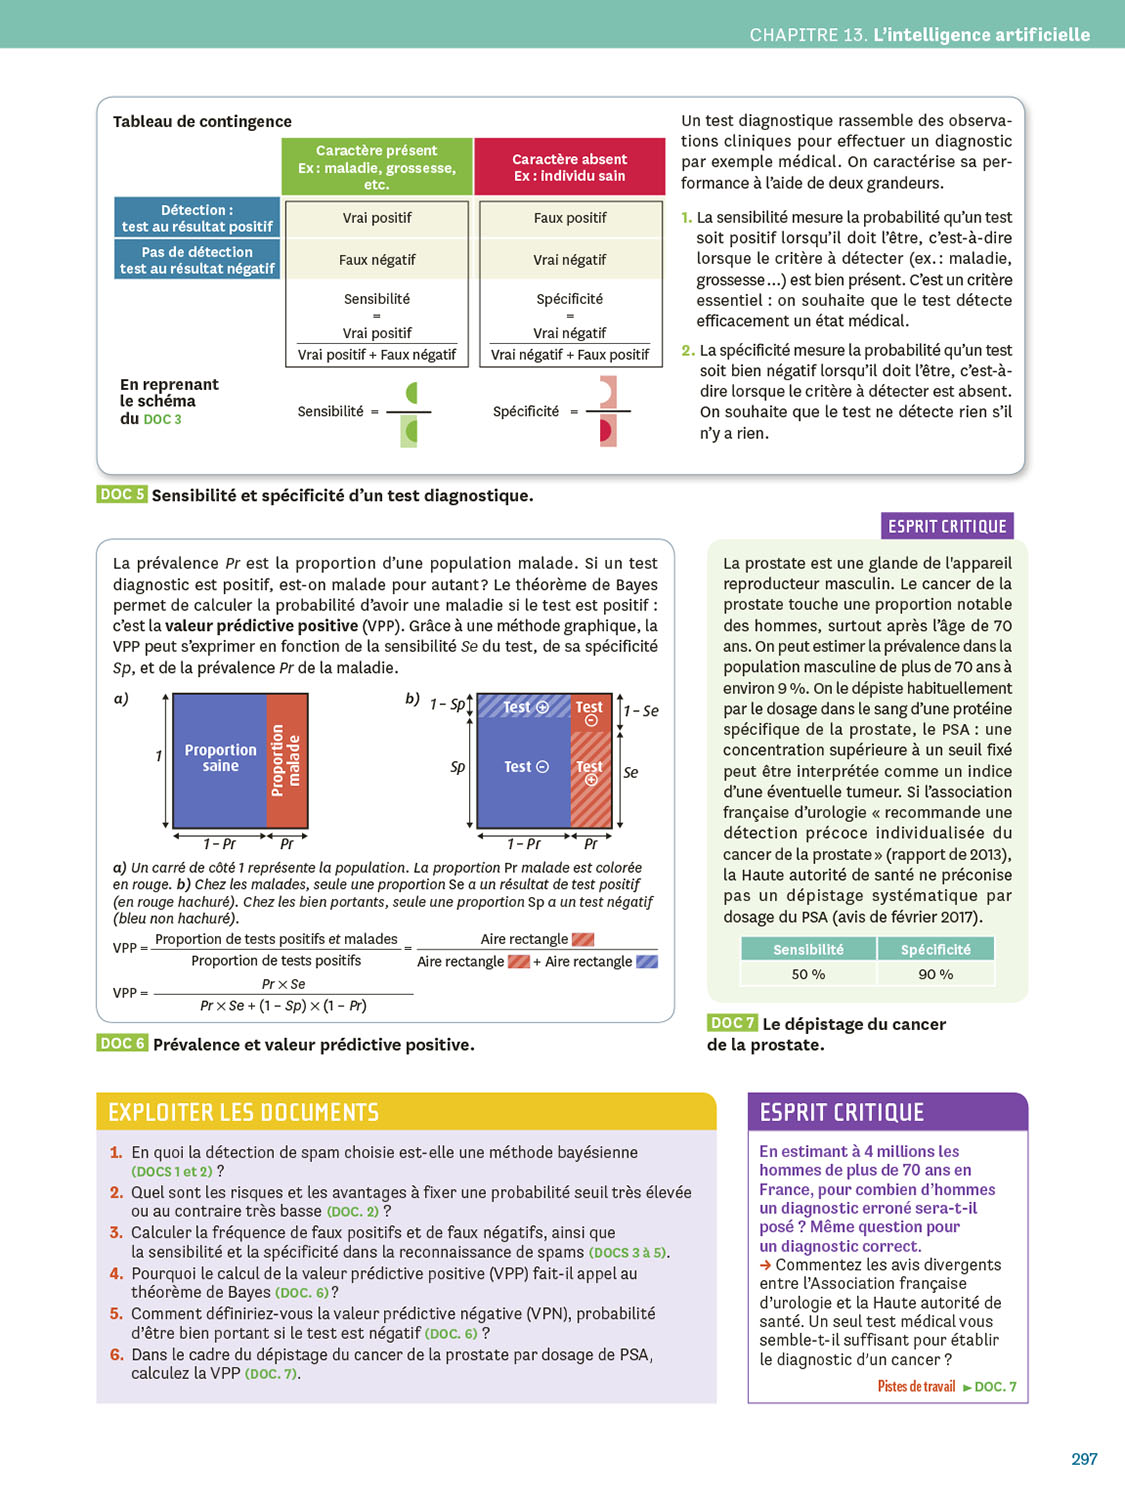 CHAPITRE 13. L'intelligence artificielle
Tableau de contingence
Caractère présent
Ex : maladie, grossesse,
etc.
Caractère absent
Ex : individu sain
Détection :
test au résultat positif
Vrai positif
Faux positif
Pas de détection
test au résultat négatif
Faux négatif
Vrai négatif
Sensibilité
=
Vrai positif
Vrai positif + Faux négatif
Spécificité
=
Vrai négatif
Vrai négatif + Faux positif
En reprenant
le schéma
du DOC 3
Sensibilité =
Spécificité =
Un test diagnostique rassemble des observa-
tions cliniques pour effectuer un diagnostic
par exemple médical. On caractérise sa per-
formance à l'aide de deux grandeurs.
1. La sensibilité mesure la probabilité qu'un test
soit positif lorsqu'il doit l'être, c'est-à-dire
lorsque le critère à détecter (ex. : maladie,
grossesse...) est bien présent. C'est un critère
essentiel : on souhaite que le test détecte
efficacement un état médical.
2. La spécificité mesure la probabilité qu'un test
soit bien négatif lorsqu'il doit l'être, c'est-à-
dire lorsque le critère à détecter est absent.
On souhaite que le test ne détecte rien s'il
n'y a rien.
DOC 5 Sensibilité et spécificité d'un test diagnostique.
La prévalence Pr est la proportion d'une population malade. Si un test
diagnostic est positif, est-on malade pour autant ? Le théorème de Bayes
permet de calculer la probabilité d'avoir une maladie si le test est positif :
c'est la valeur prédictive positive (VPP). Grâce à une méthode graphique, la
VPP peut s'exprimer en fonction de la sensibilité Se du test, de sa spécificité
Sp, et de la prévalence Pr de la maladie.
a)
1
Proportion
saine
Proportion
malade
1 – Pr
Pr
b)
1 – Sp
Test +
Test
-
1 – Se
Sp
Test -
Test
+
Se
1 – Pr
Pr
a) Un carré de côté 1 représente la population. La proportion Pr malade est colorée
en rouge. b) Chez les malades, seule une proportion Se a un résultat de test positif
(en rouge hachuré). Chez les bien portants, seule une proportion Sp a un test négatif
(bleu non hachuré).
VPP = Proportion de tests positifs et malades = Aire rectangle
Proportion de tests positifs Aire rectangle + Aire rectangle
VPP = Pr × Se
Pr × Se + (1 – Sp) × (1 – Pr)
DOC 6 Prévalence et valeur prédictive positive.
ESPRIT CRITIQUE
La prostate est une glande de l'appareil
reproducteur masculin. Le cancer de la
prostate touche une proportion notable
des hommes, surtout après l'âge de 70
ans. On peut estimer la prévalence dans la
population masculine de plus de 70 ans à
environ 9 %. On le dépiste habituellement
par le dosage dans le sang d'une protéine
spécifique de la prostate, le PSA : une
concentration supérieure à un seuil fixé
peut être interprétée comme un indice
d'une éventuelle tumeur. Si l'association
française d'urologie « recommande une
détection précoce individualisée du
cancer de la prostate » (rapport de 2013),
la Haute autorité de santé ne préconise
pas un dépistage systématique par
dosage du PSA (avis de février 2017).
Sensibilité Spécificité
50 % 90 %
DOC 7 Le dépistage du cancer
de la prostate.
EXPLOITER LES DOCUMENTS
1. En quoi la détection de spam choisie est-elle une méthode bayésienne
(DOCS 1 et 2) ?
2. Quel sont les risques et les avantages à fixer une probabilité seuil très élevée
ou au contraire très basse (DOC. 2) ?
3. Calculer la fréquence de faux positifs et de faux négatifs, ainsi que
la sensibilité et la spécificité dans la reconnaissance de spams (DOCS 3 à 5).
4. Pourquoi le calcul de la valeur prédictive positive (VPP) fait-il appel au
théorème de Bayes (DOC. 6) ?
5. Comment définiriez-vous la valeur prédictive négative (VPN), probabilité
d'être bien portant si le test est négatif (DOC. 6) ?
6. Dans le cadre du dépistage du cancer de la prostate par dosage de PSA,
calculez la VPP (DOC. 7).
ESPRIT CRITIQUE
En estimant à 4 millions les
hommes de plus de 70 ans en
France, pour combien d'hommes
un diagnostic erroné sera-t-il
posé ? Même question pour
un diagnostic correct.
→ Commentez les avis divergents
entre l'Association française
d'urologie et la Haute autorité de
santé. Un seul test médical vous
semble-t-il suffisant pour établir
le diagnostic d'un cancer ?
Pistes de travail ► DOC. 7
297